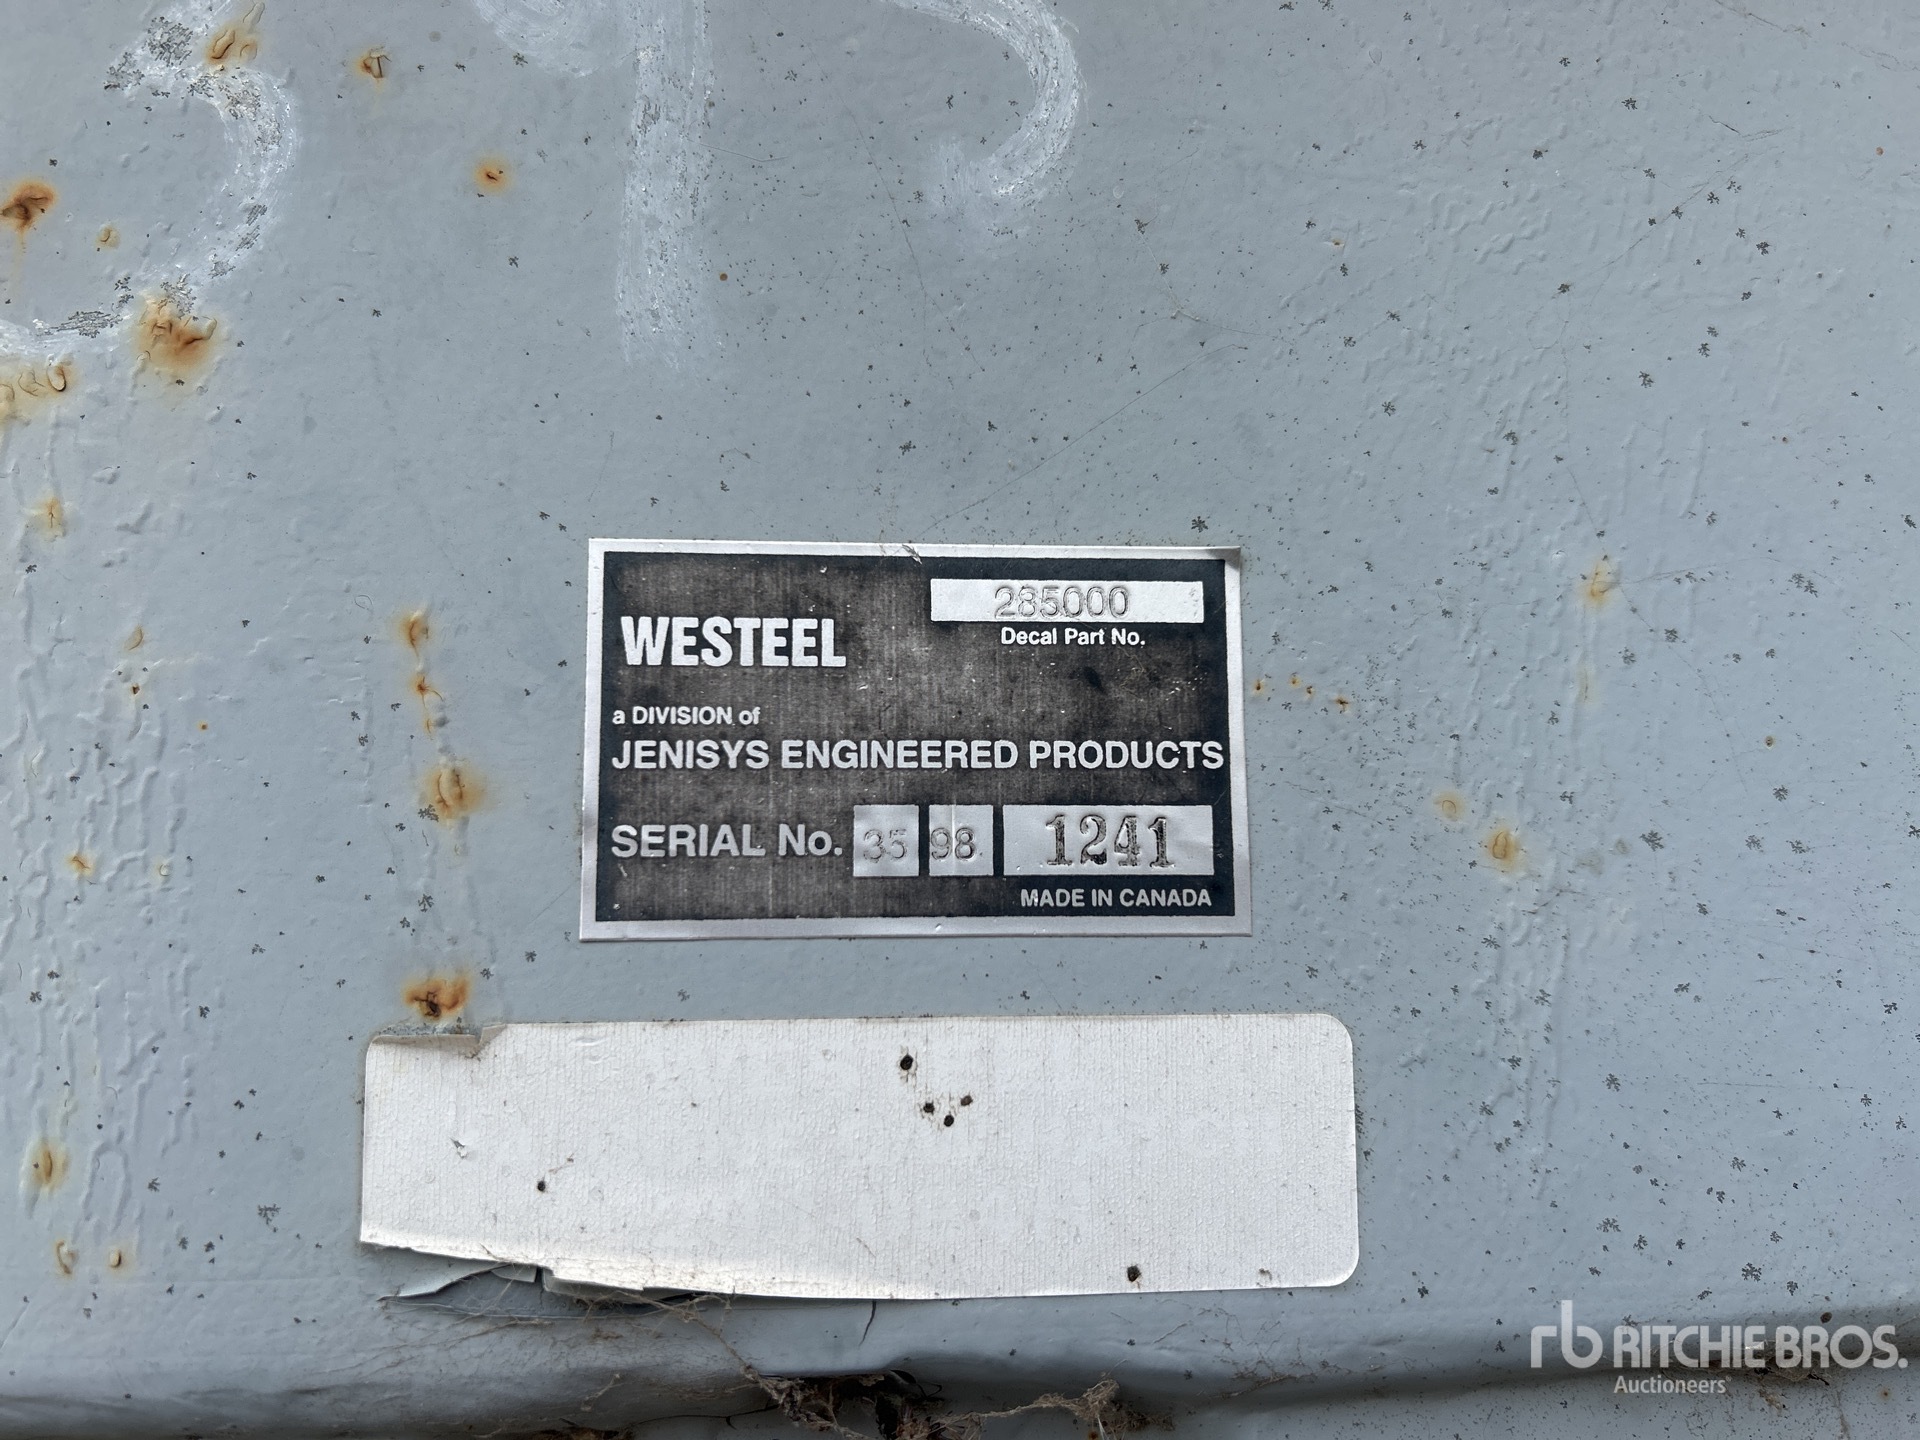 285000
Decal Part No.
WESTEEL
a DIVISION of
JENISYS ENGINEERED PRODUCTS
SERIAL No. 35 98 1241
MADE IN CANADA
rb RITCHIE BROS.
Auctioneers